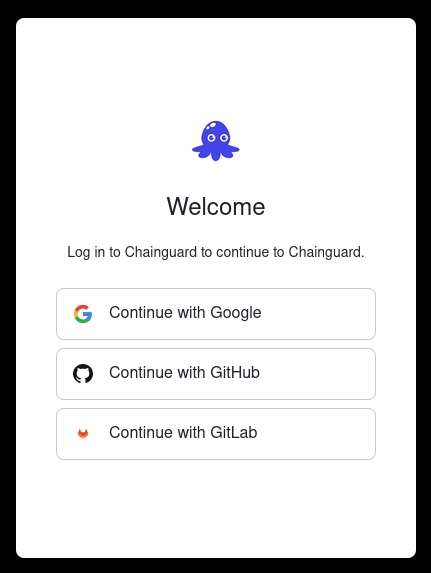 Welcome
Log in to Chainguard to continue to Chainguard.
Continue with Google
Continue with GitHub
Continue with GitLab